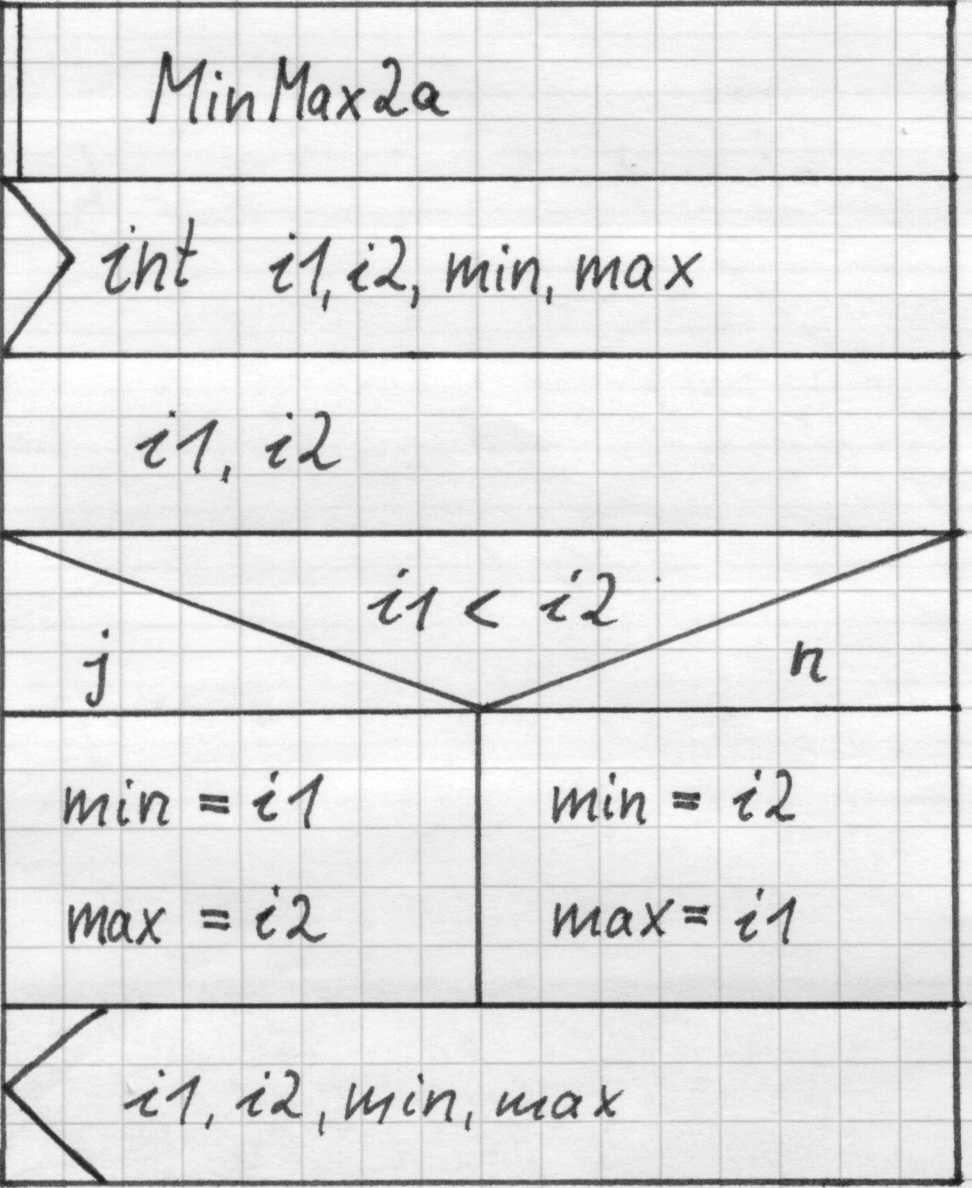 MinMax2a
int i1, i2, min, max
i1, i2
i1 < i2
j
n
min = i1
max = i2
min = i2
max = i1
i1, i2, min, max